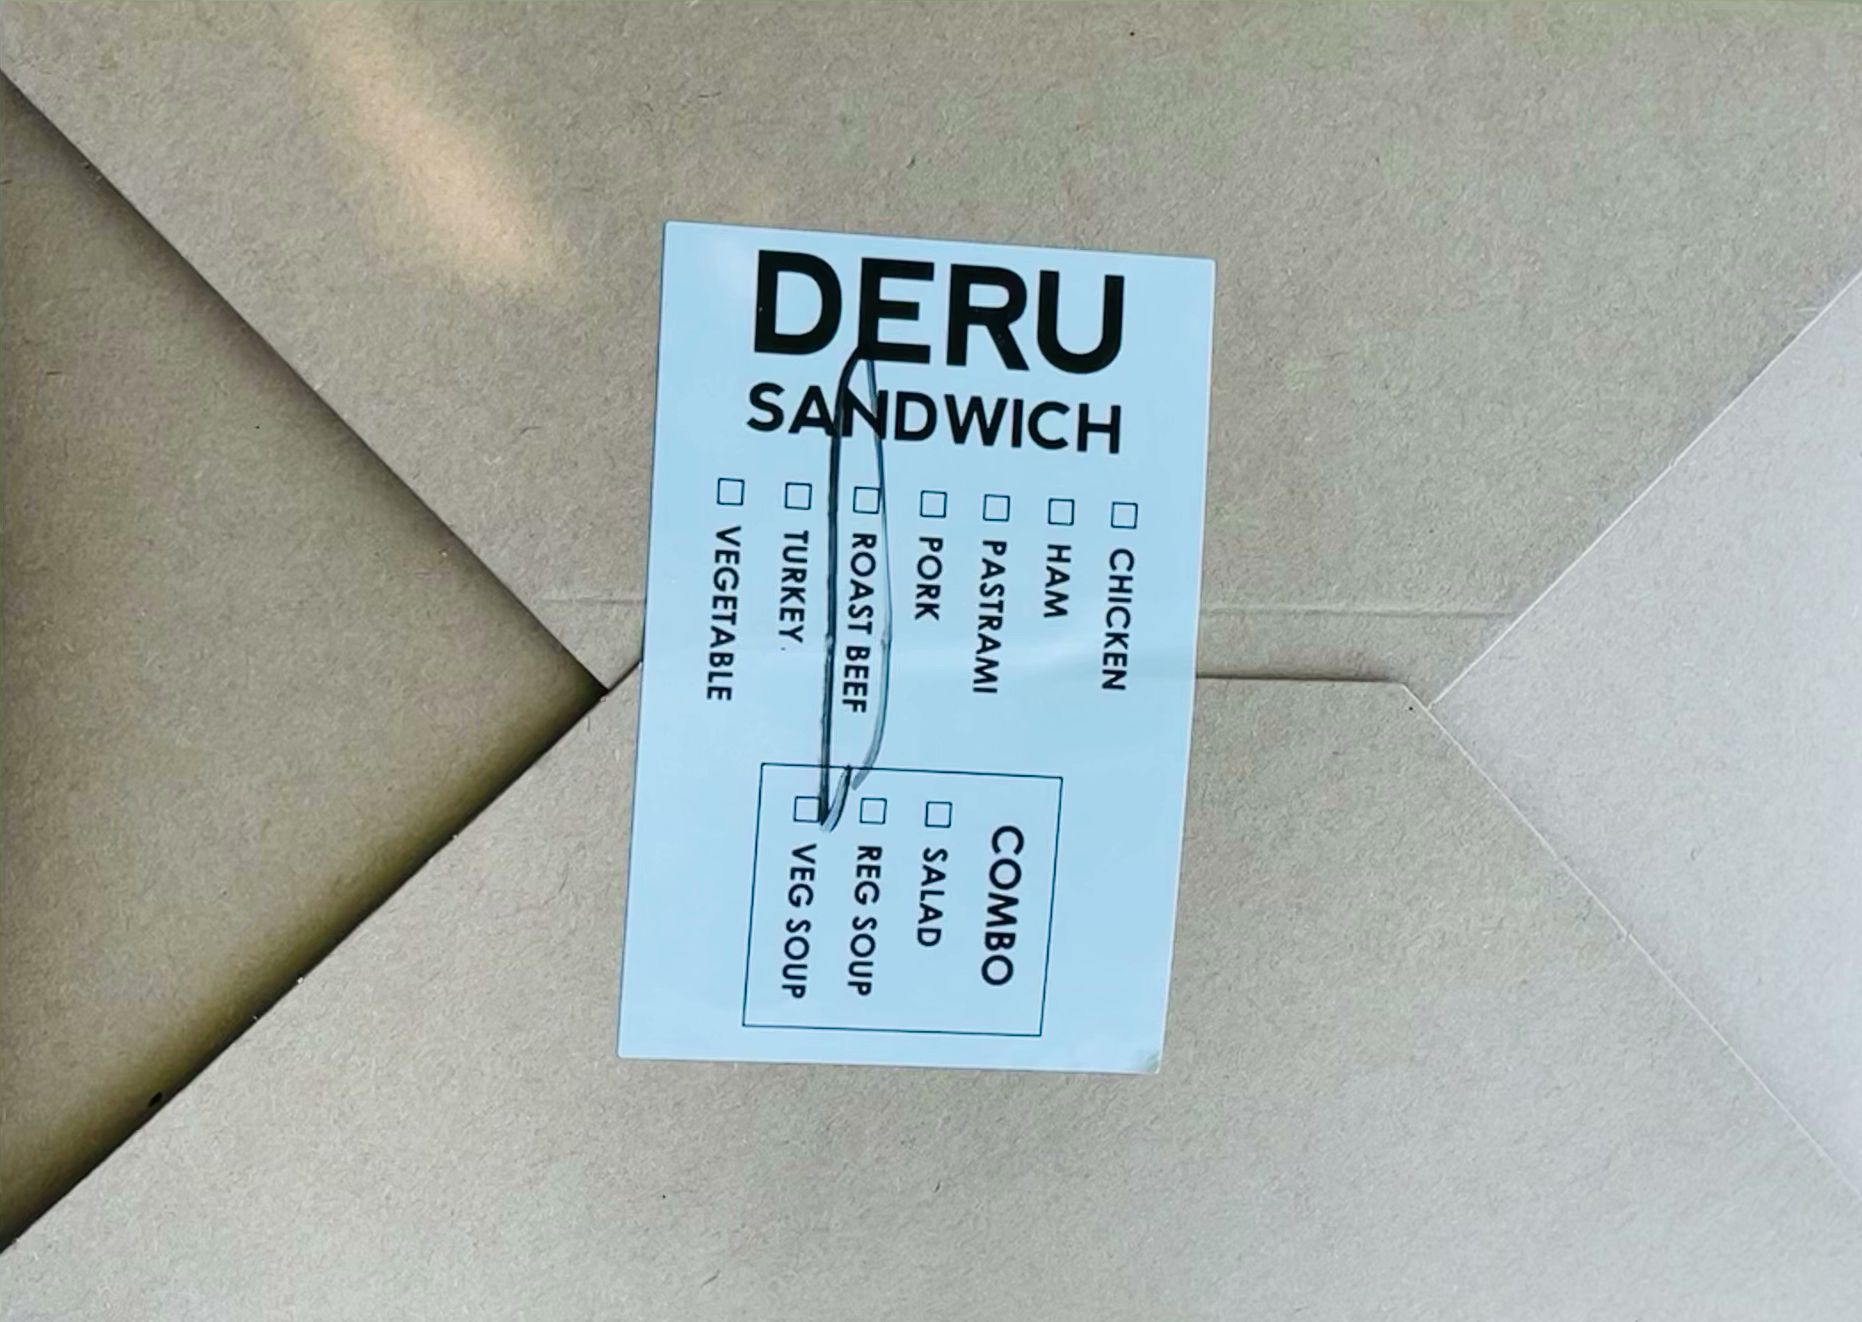 DERU
SANDWICH
CHICKEN
HAM
PASTRAMI
PORK
ROAST BEEF
TURKEY.
VEGETABLE
COMBO
SALAD
REG SOUP
VEG SOUP